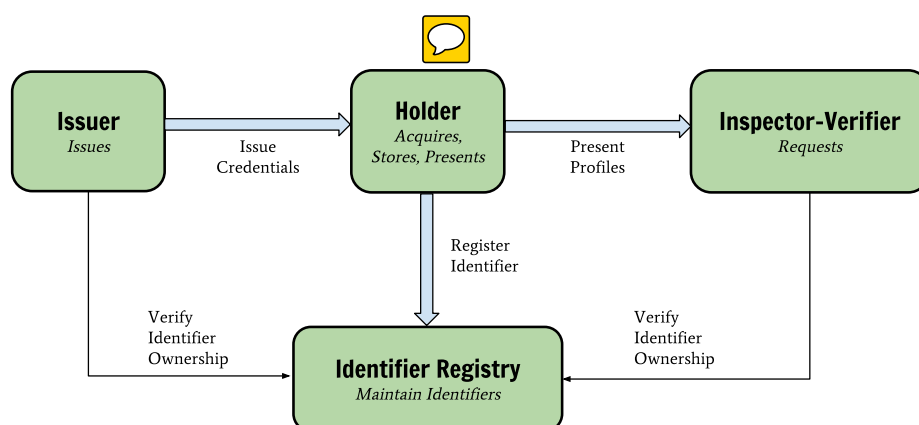 Issuer
Issues
Issue
Credentials
Holder
Acquires,
Stores, Presents
Present
Profiles
Inspector-Verifier
Requests
Register
Identifier
Verify
Identifier
Ownership
Verify
Identifier
Ownership
Identifier Registry
Maintain Identifiers